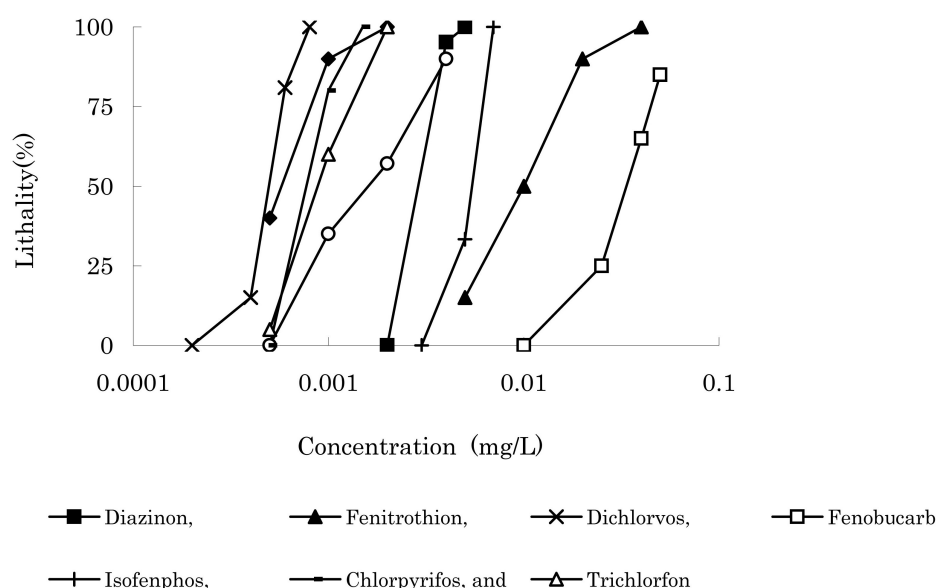 100
75
50
25
0
Lithality(%)
0.0001 0.001 0.01 0.1
Concentration (mg/L)
Diazinon, Fenitrothion, Dichlorvos, Fenobucarb
Isofenphos, Chlorpyrifos, and Trichlorfon